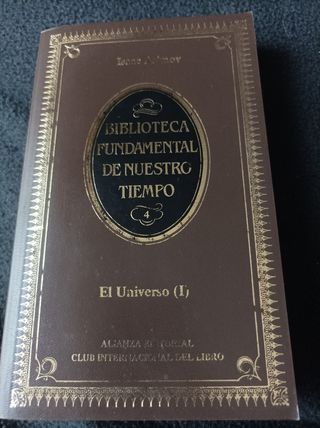 Isaac Asimov
BIBLIOTECA
FUNDAMENTAL
DE NUESTRO
TIEMPO
4
El Universo (I)
ALIANZA EDITORIAL
CLUB INTERNACIONAL DEL LIBRO